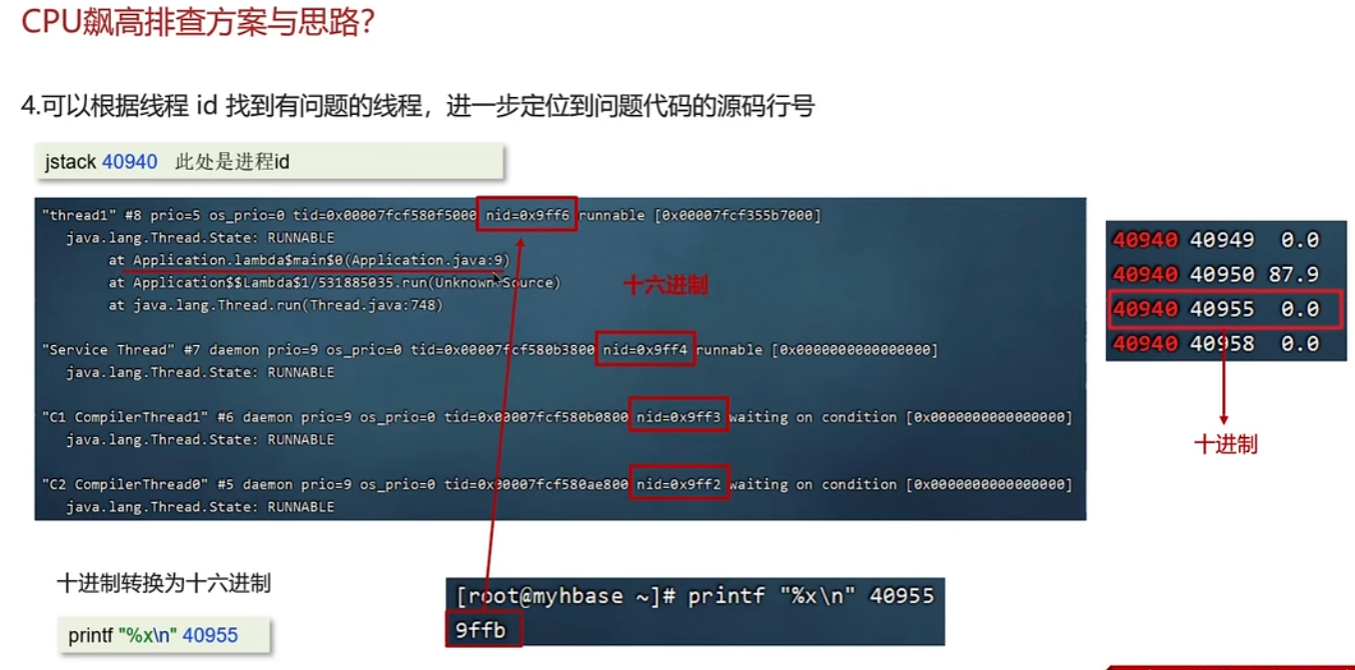 CPU飙高排查方案与思路？
4.可以根据线程 id 找到有问题的线程，进一步定位到问题代码的源码行号
jstack 40940 此处是进程id
"thread1" #8 prio=5 os_prio=0 tid=0x00007fcf580f5000 nid=0x9ff6 runnable [0x00007fcf355b7000]
java.lang.Thread.State: RUNNABLE
at Application.lambda$main$0(Application.java:9)
at Application$$Lambda$1/531885035.run(Unknown Source)
at java.lang.Thread.run(Thread.java:748)
十六进制
"Service Thread" #7 daemon prio=9 os_prio=0 tid=0x00007fcf580b3800 nid=0x9ff4 runnable [0x0000000000000000]
java.lang.Thread.State: RUNNABLE
"C1 CompilerThread1" #6 daemon prio=9 os_prio=0 tid=0x00007fcf580b0800 nid=0x9ff3 waiting on condition [0x0000000000000000]
java.lang.Thread.State: RUNNABLE
"C2 CompilerThread0" #5 daemon prio=9 os_prio=0 tid=0x00007fcf580ae800 nid=0x9ff2 waiting on condition [0x0000000000000000]
java.lang.Thread.State: RUNNABLE
40940 40949 0.0
40940 40950 87.9
40940 40955 0.0
40940 40958 0.0
十进制
十进制转换为十六进制
printf "%x\n" 40955
[root@myhbase ~]# printf "%x\n" 40955
9ffb